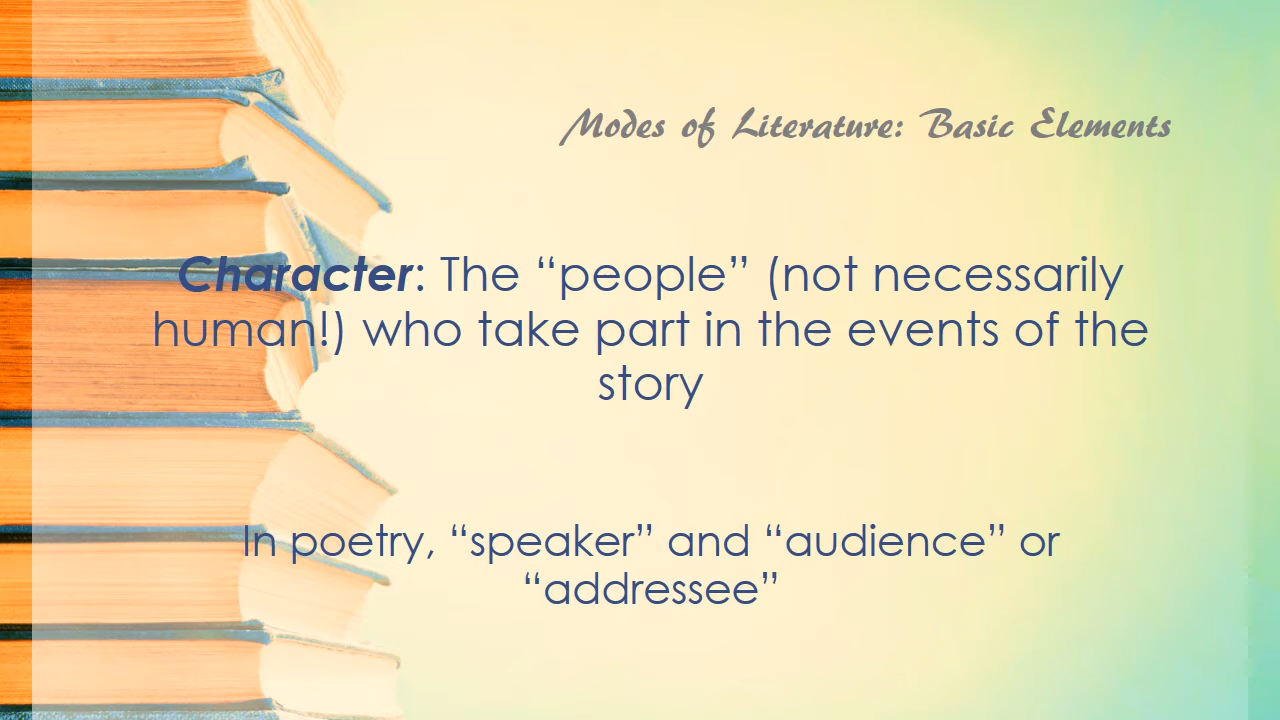 Modes of Literature: Basic Elements
Character: The “people” (not necessarily
human!) who take part in the events of the
story
In poetry, “speaker” and “audience” or
“addressee”